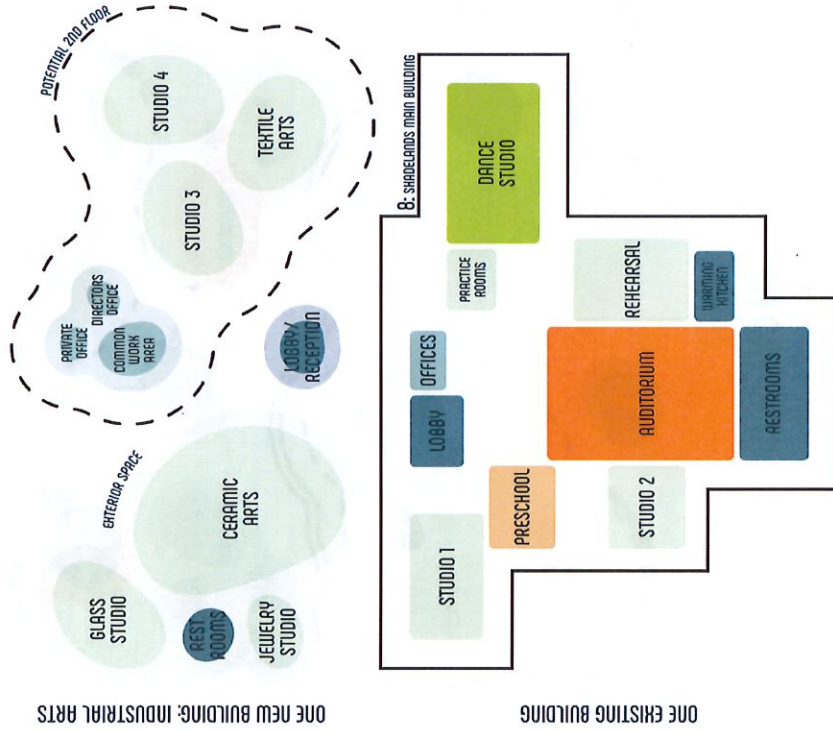 POTENTIAL 2ND FLOOR
STUDIO 4
TEXTILE
ARTS
STUDIO 3
PRIVATE
OFFICE
DIRECTORS
OFFICE
COMMON
WORK
AREA
LOBBY/
RECEPTION
EXTERIOR SPACE
CERAMIC
ARTS
GLASS
STUDIO
REST
ROOMS
JEWELRY
STUDIO
ONE NEW BUILDING: INDUSTRIAL ARTS
8: SHADELANDS MAIN BUILDING
DANCE
STUDIO
PRACTICE
ROOMS
REHEARSAL
WARMING
KITCHEN
OFFICES
LOBBY
AUDITORIUM
RESTROOMS
PRESCHOOL
STUDIO 1
STUDIO 2
ONE EXISTING BUILDING